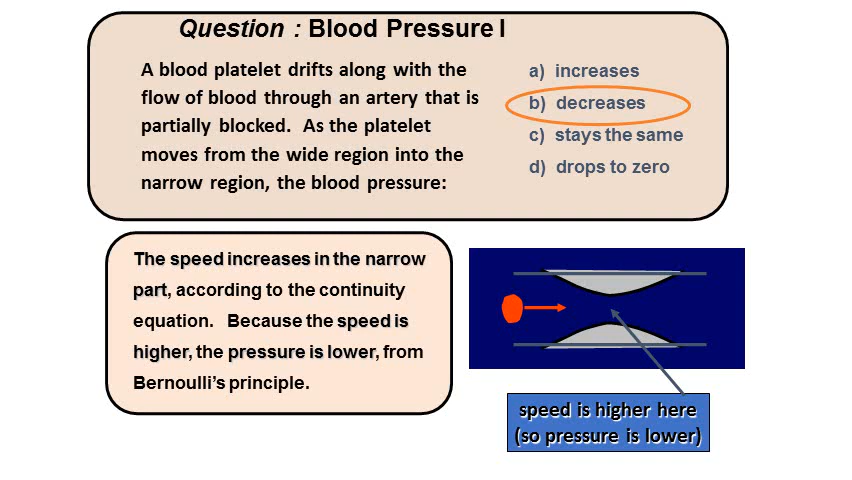 Question : Blood Pressure I
A blood platelet drifts along with the
flow of blood through an artery that is
partially blocked. As the platelet
moves from the wide region into the
narrow region, the blood pressure:
a) increases
b) decreases
c) stays the same
d) drops to zero
The speed increases in the narrow
part, according to the continuity
equation. Because the speed is
higher, the pressure is lower, from
Bernoulli's principle.
speed is higher here
(so pressure is lower)